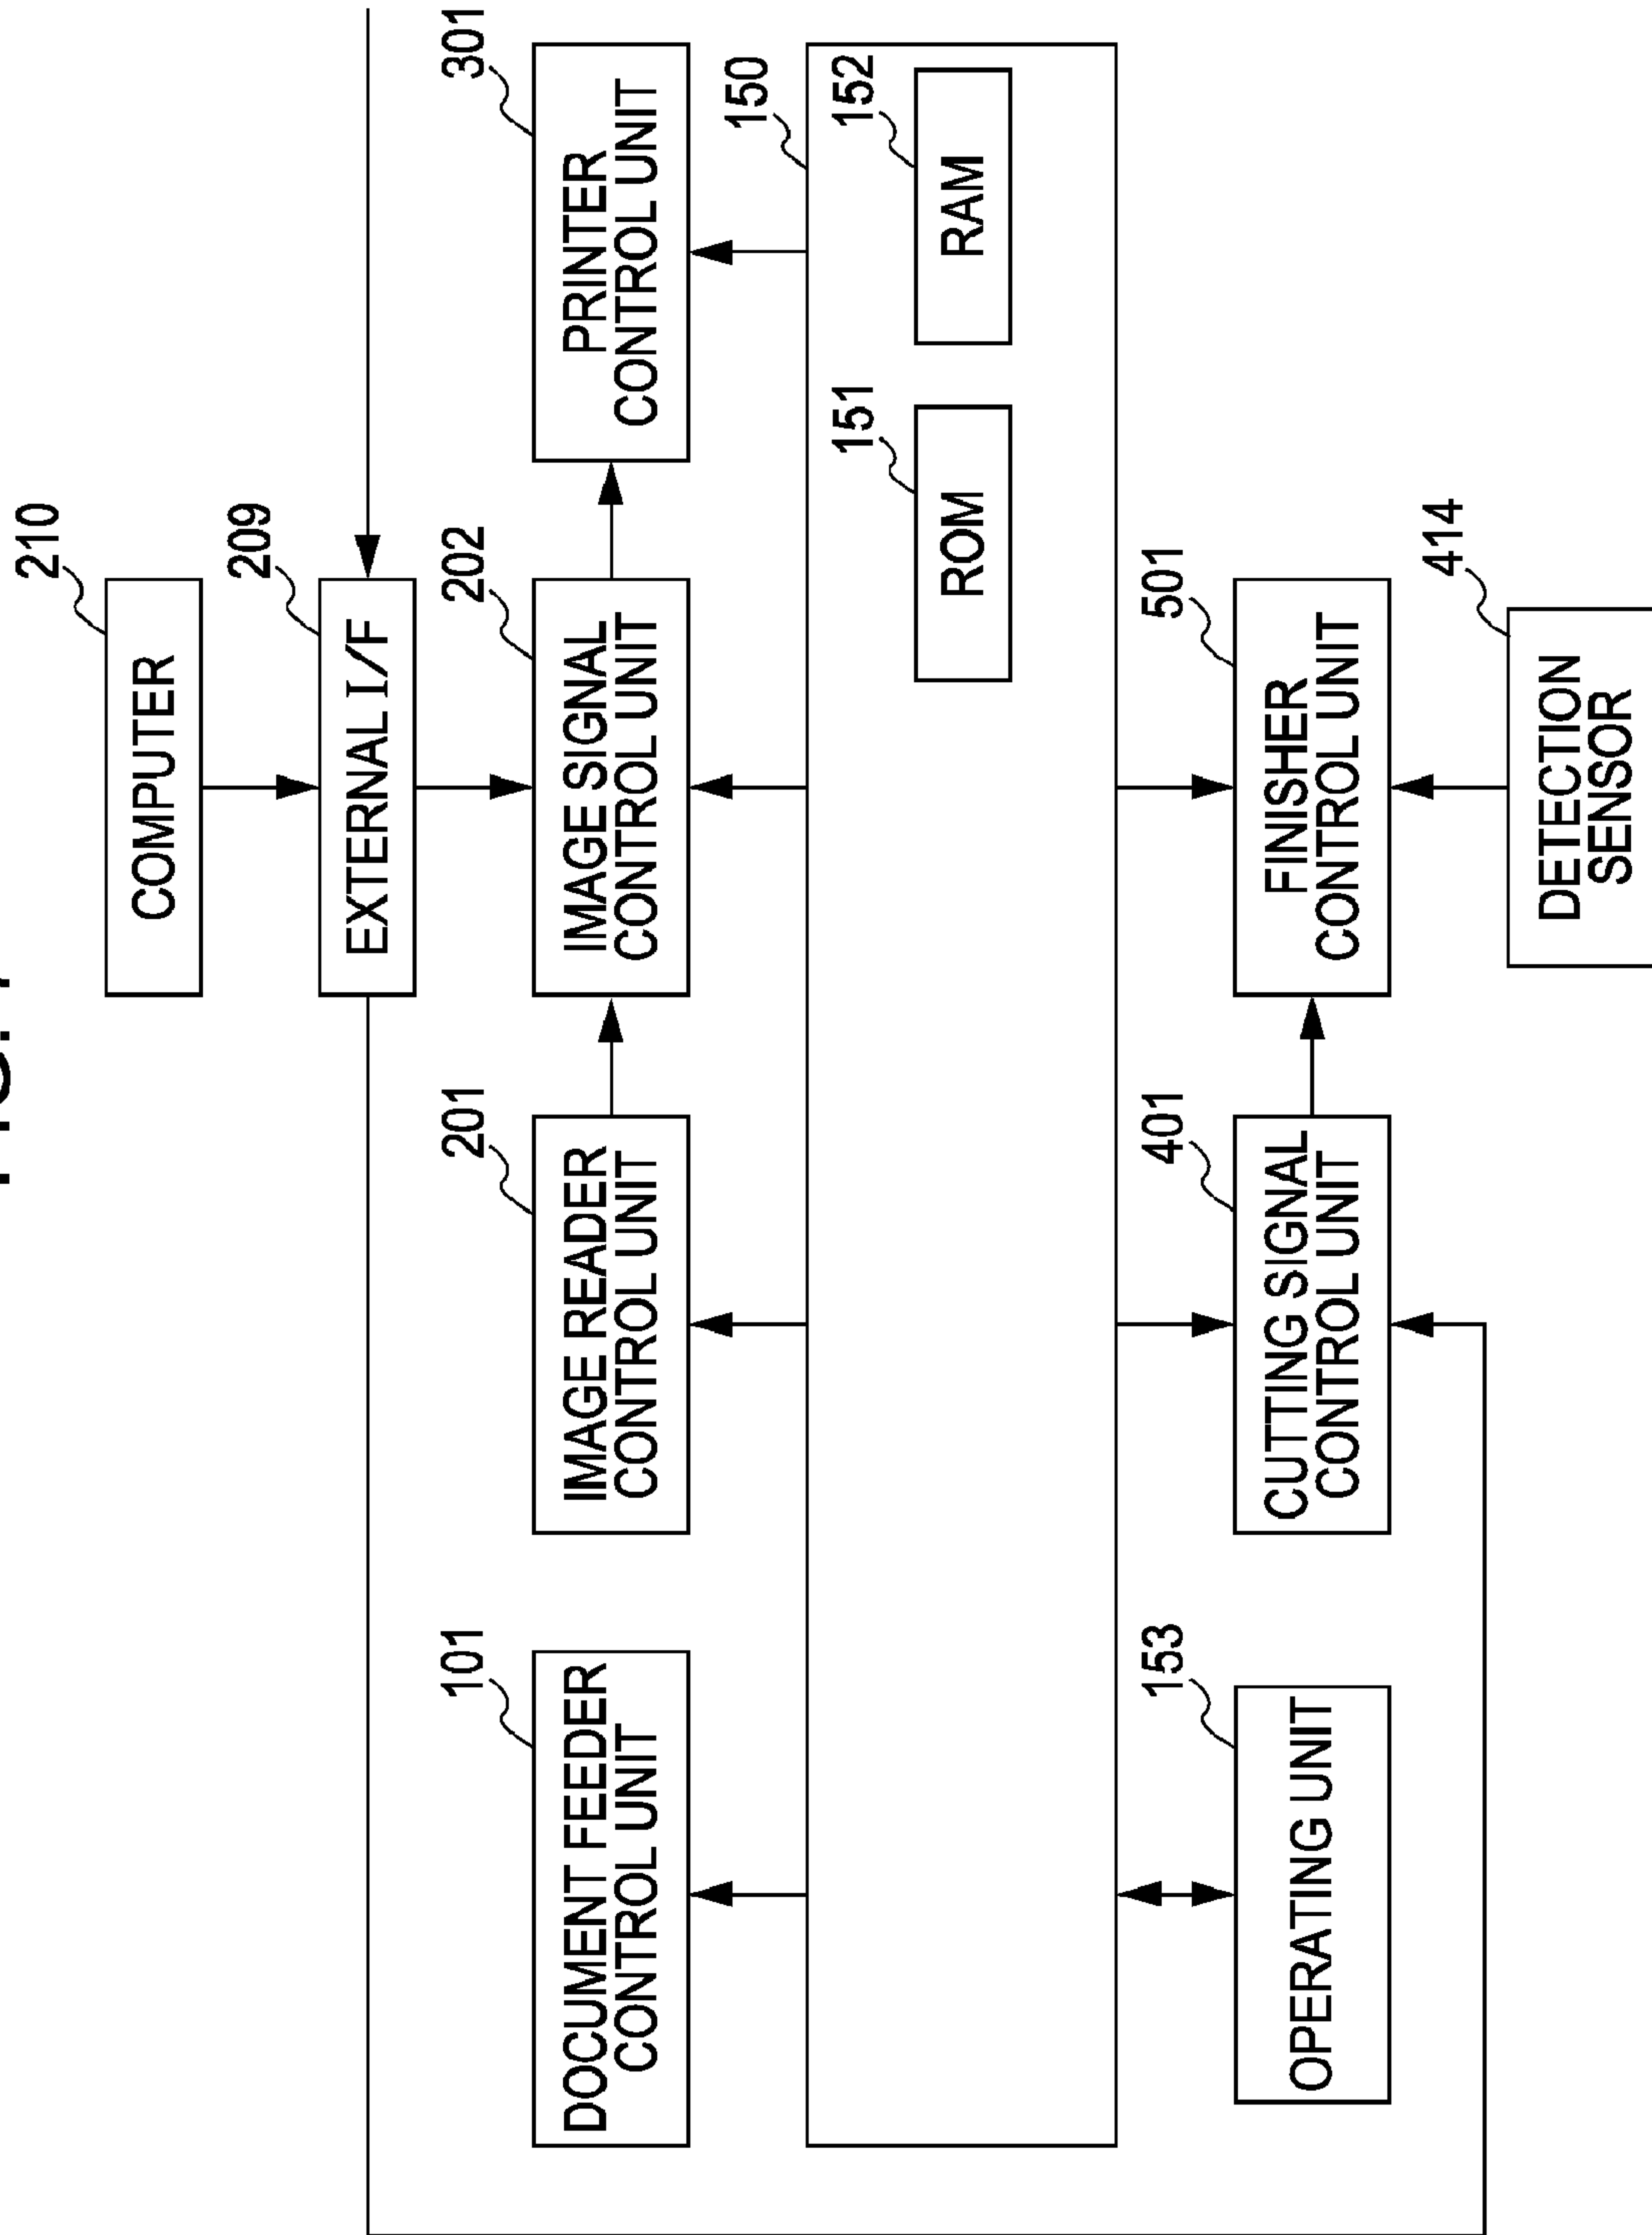 210
COMPUTER
209
EXTERNAL I/F
101
DOCUMENT FEEDER
CONTROL UNIT
201
IMAGE READER
CONTROL UNIT
202
IMAGE SIGNAL
CONTROL UNIT
301
PRINTER
CONTROL UNIT
150
151
ROM
152
RAM
153
OPERATING UNIT
401
CUTTING SIGNAL
CONTROL UNIT
501
FINISHER
CONTROL UNIT
414
DETECTION
SENSOR